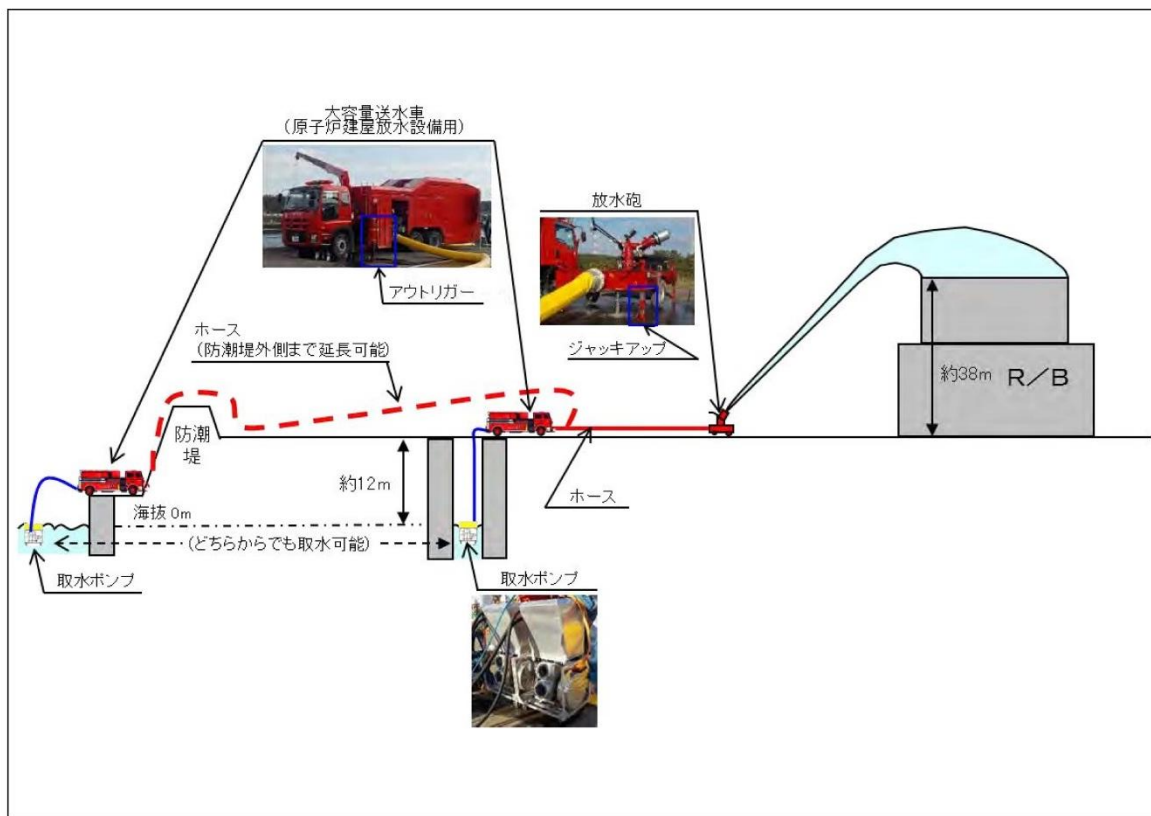 大容量送水車
（原子炉建屋放水設備用）
放水砲
アウトリガー
ジャッキアップ
ホース
（防潮堤外側まで延長可能）
約38m
R／B
防潮
堤
約12m
ホース
海抜 0m
(どちらからでも取水可能)
取水ポンプ
取水ポンプ